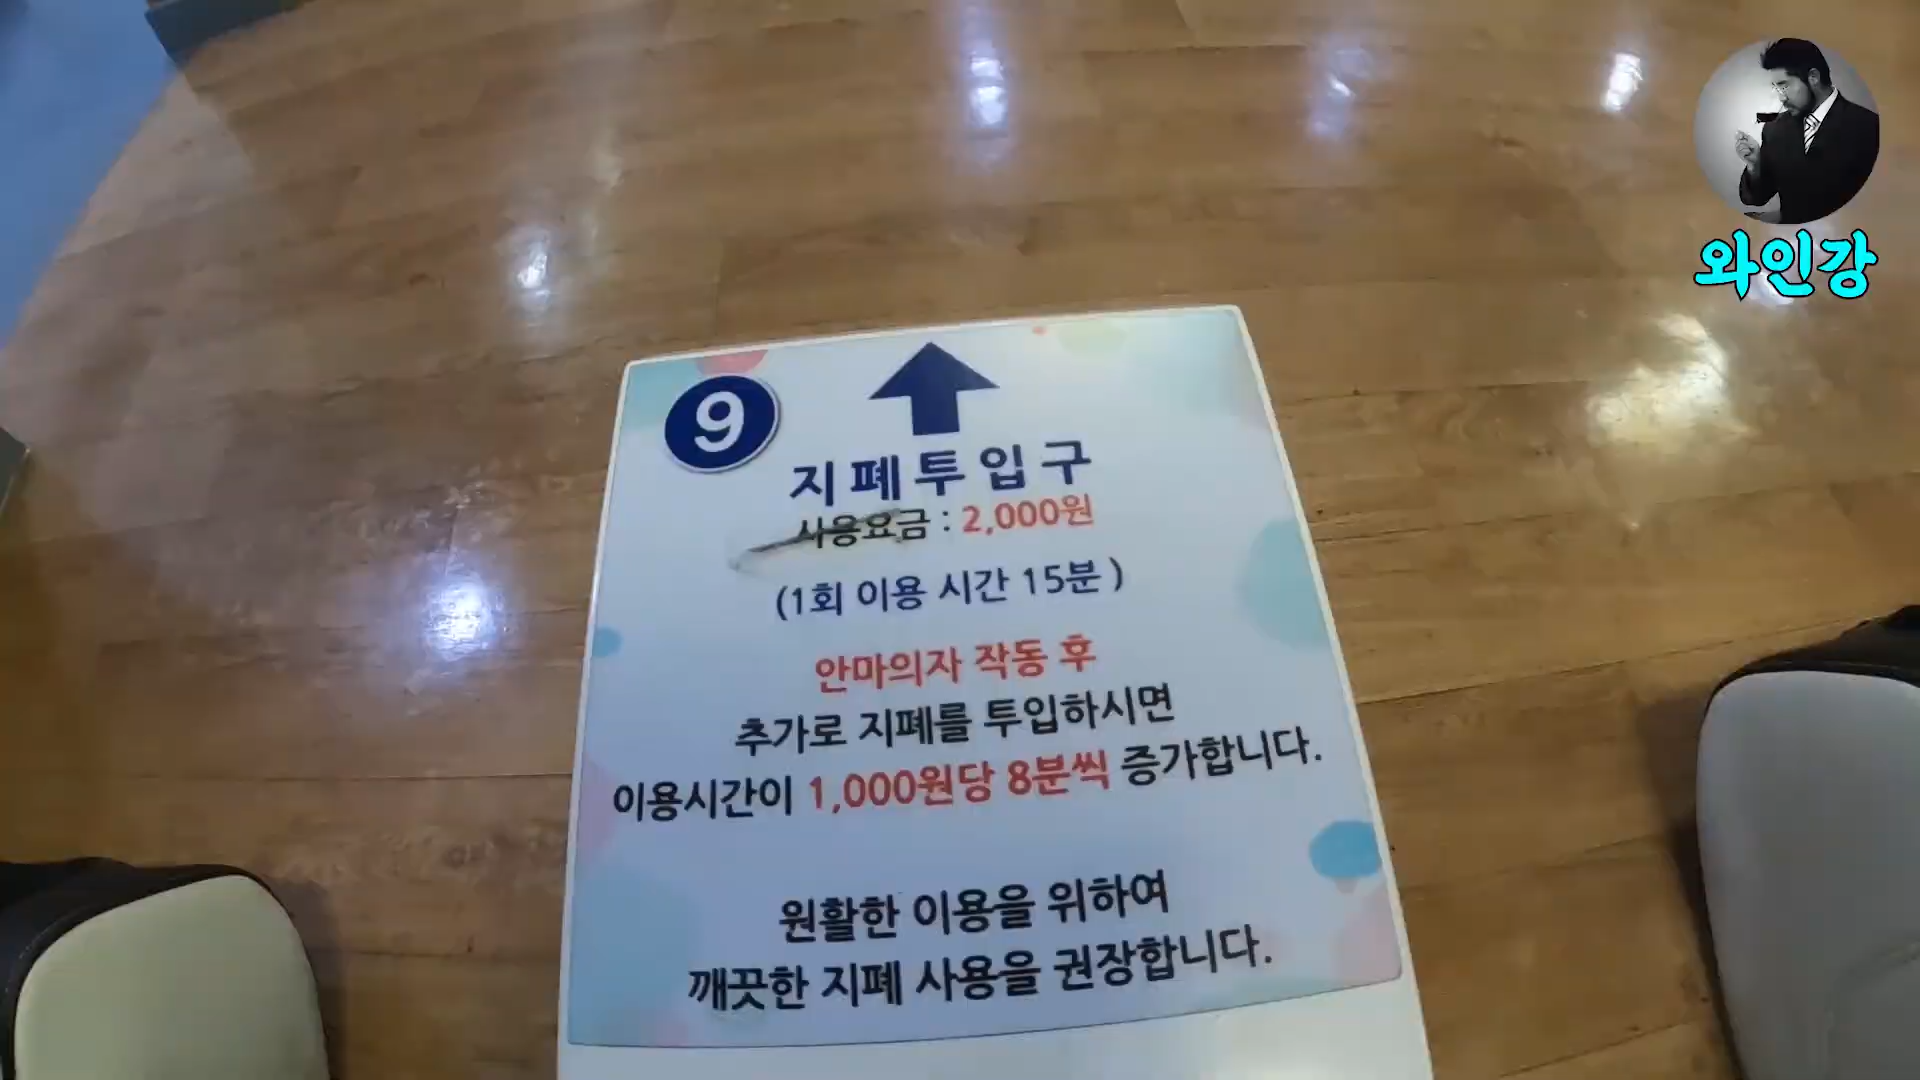 와인강
9
지폐투입구
사용요금 : 2,000원
(1회 이용 시간 15분)
안마의자 작동 후
추가로 지폐를 투입하시면
이용시간이 1,000원당 8분씩 증가합니다.
원활한 이용을 위하여
깨끗한 지폐 사용을 권장합니다.